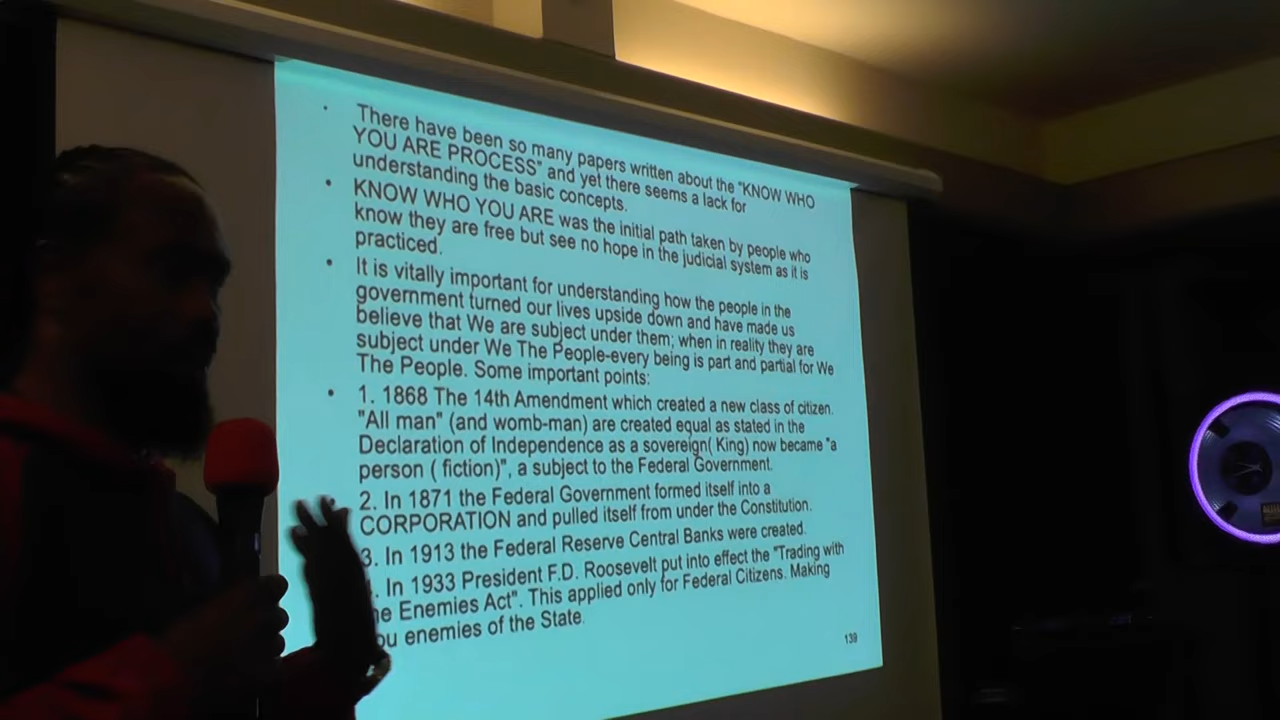 There have been so many papers written about the "KNOW WHO
YOU ARE PROCESS" and yet there seems a lack for
understanding the basic concepts.
KNOW WHO YOU ARE was the initial path taken by people who
know they are free but see no hope in the judicial system as it is
practiced.
It is vitally important for understanding how the people in the
government turned our lives upside down and have made us
believe that We are subject under them; when in reality they are
subject under We The People-every being is part and partial for We
The People. Some important points:
1. 1868 The 14th Amendment which created a new class of citizen.
"All man" (and womb-man) are created equal as stated in the
Declaration of Independence as a sovereign( King) now became "a
person ( fiction)", a subject to the Federal Government.
2. In 1871 the Federal Government formed itself into a
CORPORATION and pulled itself from under the Constitution.
3. In 1913 the Federal Reserve Central Banks were created.
. In 1933 President F.D. Roosevelt put into effect the "Trading with
he Enemies Act". This applied only for Federal Citizens. Making
ou enemies of the State.
139